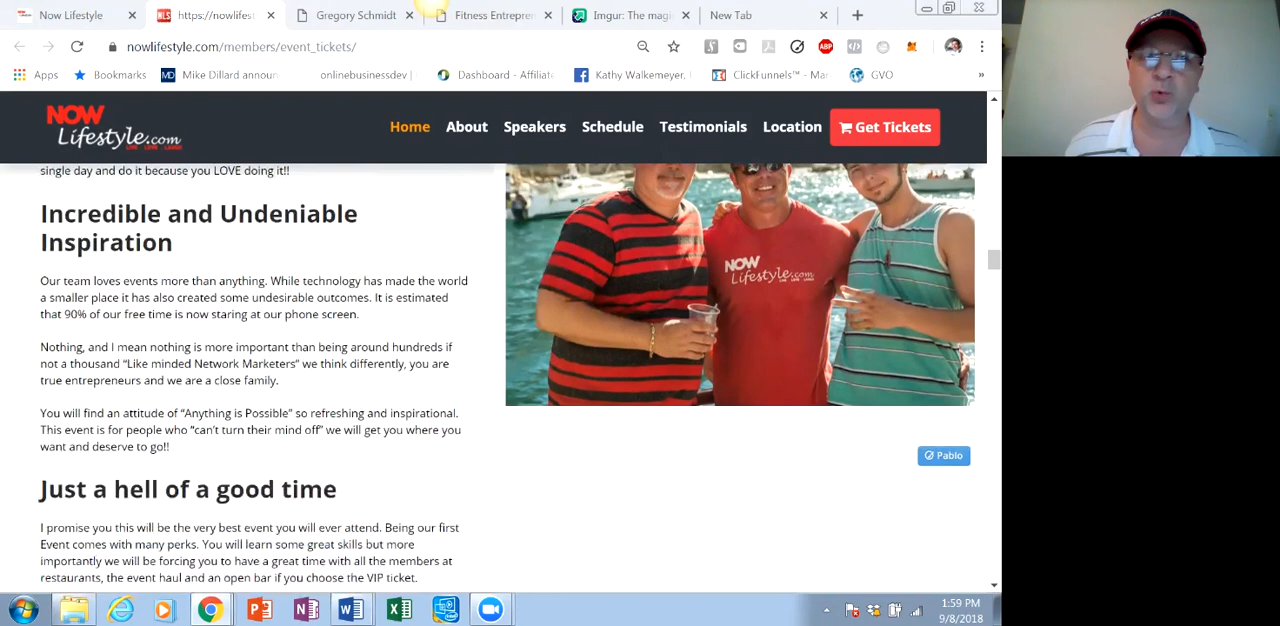 Now Lifestyle
https://nowlifest
Gregory Schmidt
Fitness Entrepren
Imgur: The magi
New Tab
nowlifestyle.com/members/event_tickets/
ABP
Apps
Bookmarks
MD
Mike Dillard announ
onlinebusinessdev |
Dashboard - Affiliate
Kathy Walkemeyer,
ClickFunnels™ - Mar
GVO
»
NOW
Lifestyle.com
LIVE LOVE LAUGH
Home
About
Speakers
Schedule
Testimonials
Location
Get Tickets
single day and do it because you LOVE doing it!!
Incredible and Undeniable
Inspiration
Our team loves events more than anything. While technology has made the world
a smaller place it has also created some undesirable outcomes. It is estimated
that 90% of our free time is now staring at our phone screen.
Nothing, and I mean nothing is more important than being around hundreds if
not a thousand “Like minded Network Marketers” we think differently, you are
true entrepreneurs and we are a close family.
You will find an attitude of “Anything is Possible” so refreshing and inspirational.
This event is for people who “can’t turn their mind off” we will get you where you
want and deserve to go!!
NOW
Lifestyle.com
Pablo
Just a hell of a good time
I promise you this will be the very best event you will ever attend. Being our first
Event comes with many perks. You will learn some great skills but more
importantly we will be forcing you to have a great time with all the members at
restaurants, the event haul and an open bar if you choose the VIP ticket.
1:59 PM
9/8/2018